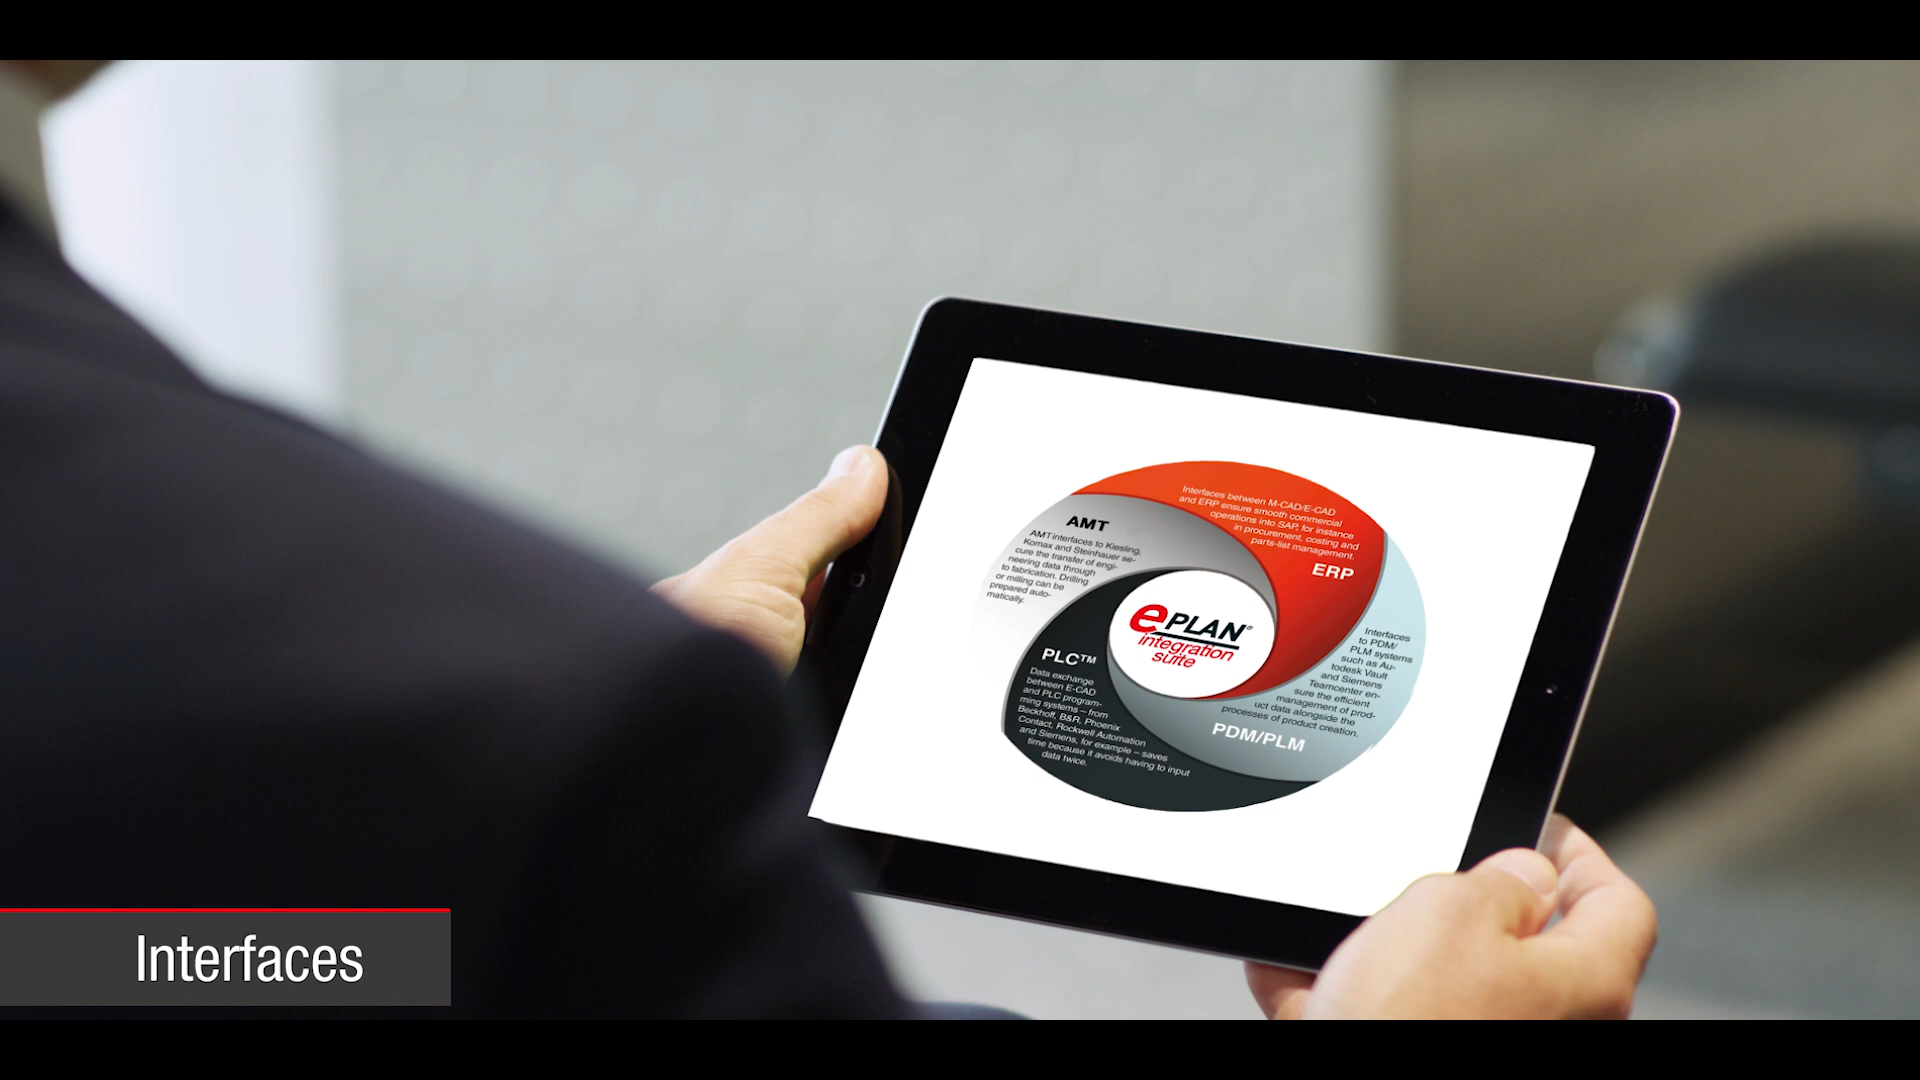 Interfaces between M-CAD/E-CAD
and ERP ensure smooth commercial
operations into SAP, for instance
in procurement, costing and
parts-list management.
ERP
AMT
AMT interfaces to Kiesling,
Komax and Steinhauer se-
cure the transfer of engi-
neering data through
to fabrication. Drilling
or milling can be
prepared auto-
matically.
ePLAN®
integration
suite
Interfaces
to PDM/
PLM systems
such as Au-
todesk Vault
and Siemens
Teamcenter en-
sure the efficient
management of prod-
uct data alongside the
processes of product creation.
PDM/PLM
PLC™
Data exchange
between E-CAD
and PLC program-
ming systems – from
Beckhoff, B&R, Phoenix
Contact, Rockwell Automation
and Siemens, for example – saves
time because it avoids having to input
data twice.
Interfaces